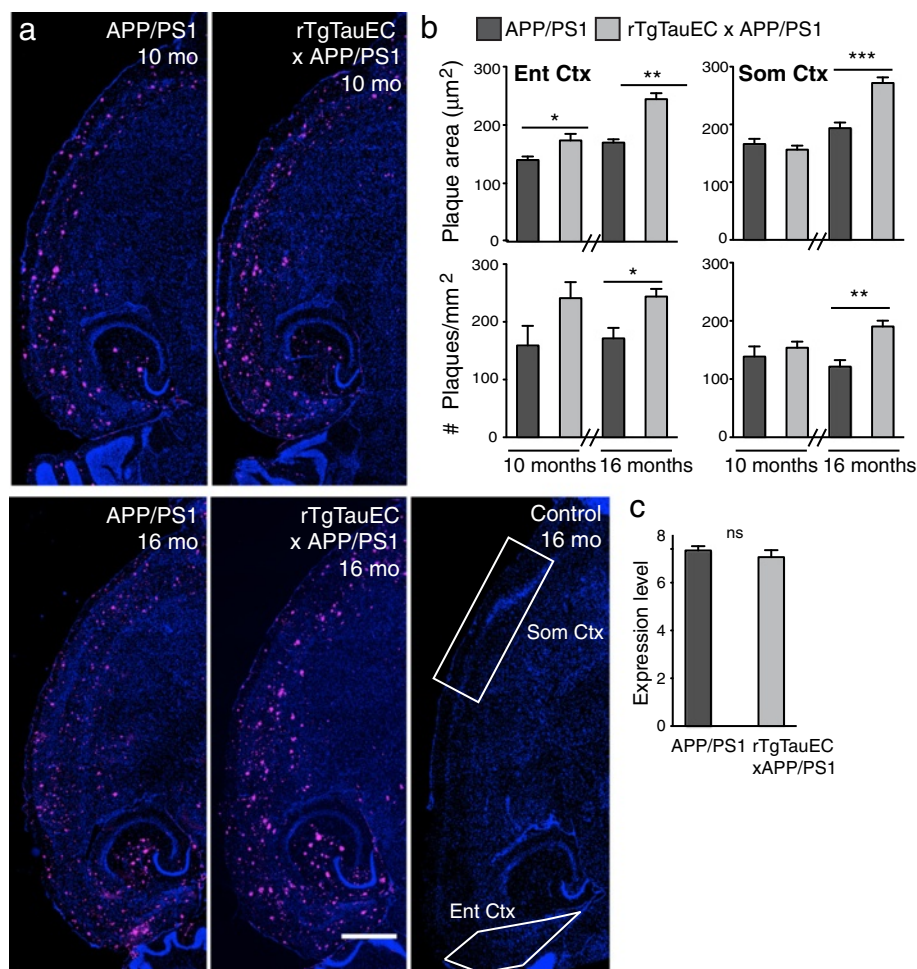 a
APP/PS1
10 mo
rTgTauEC
x APP/PS1
10 mo
b
APP/PS1
rTgTauEC x APP/PS1
Ent Ctx
Som Ctx
Plaque area (μm²)
300
200
100
0
*
**
300
200
100
0
***
# Plaques/mm²
300
200
100
0
*
10 months
16 months
300
200
100
0
**
10 months
16 months
APP/PS1
16 mo
rTgTauEC
x APP/PS1
16 mo
Control
16 mo
Som Ctx
Ent Ctx
c
Expression level
8
6
4
2
0
ns
APP/PS1
rTgTauEC
xAPP/PS1